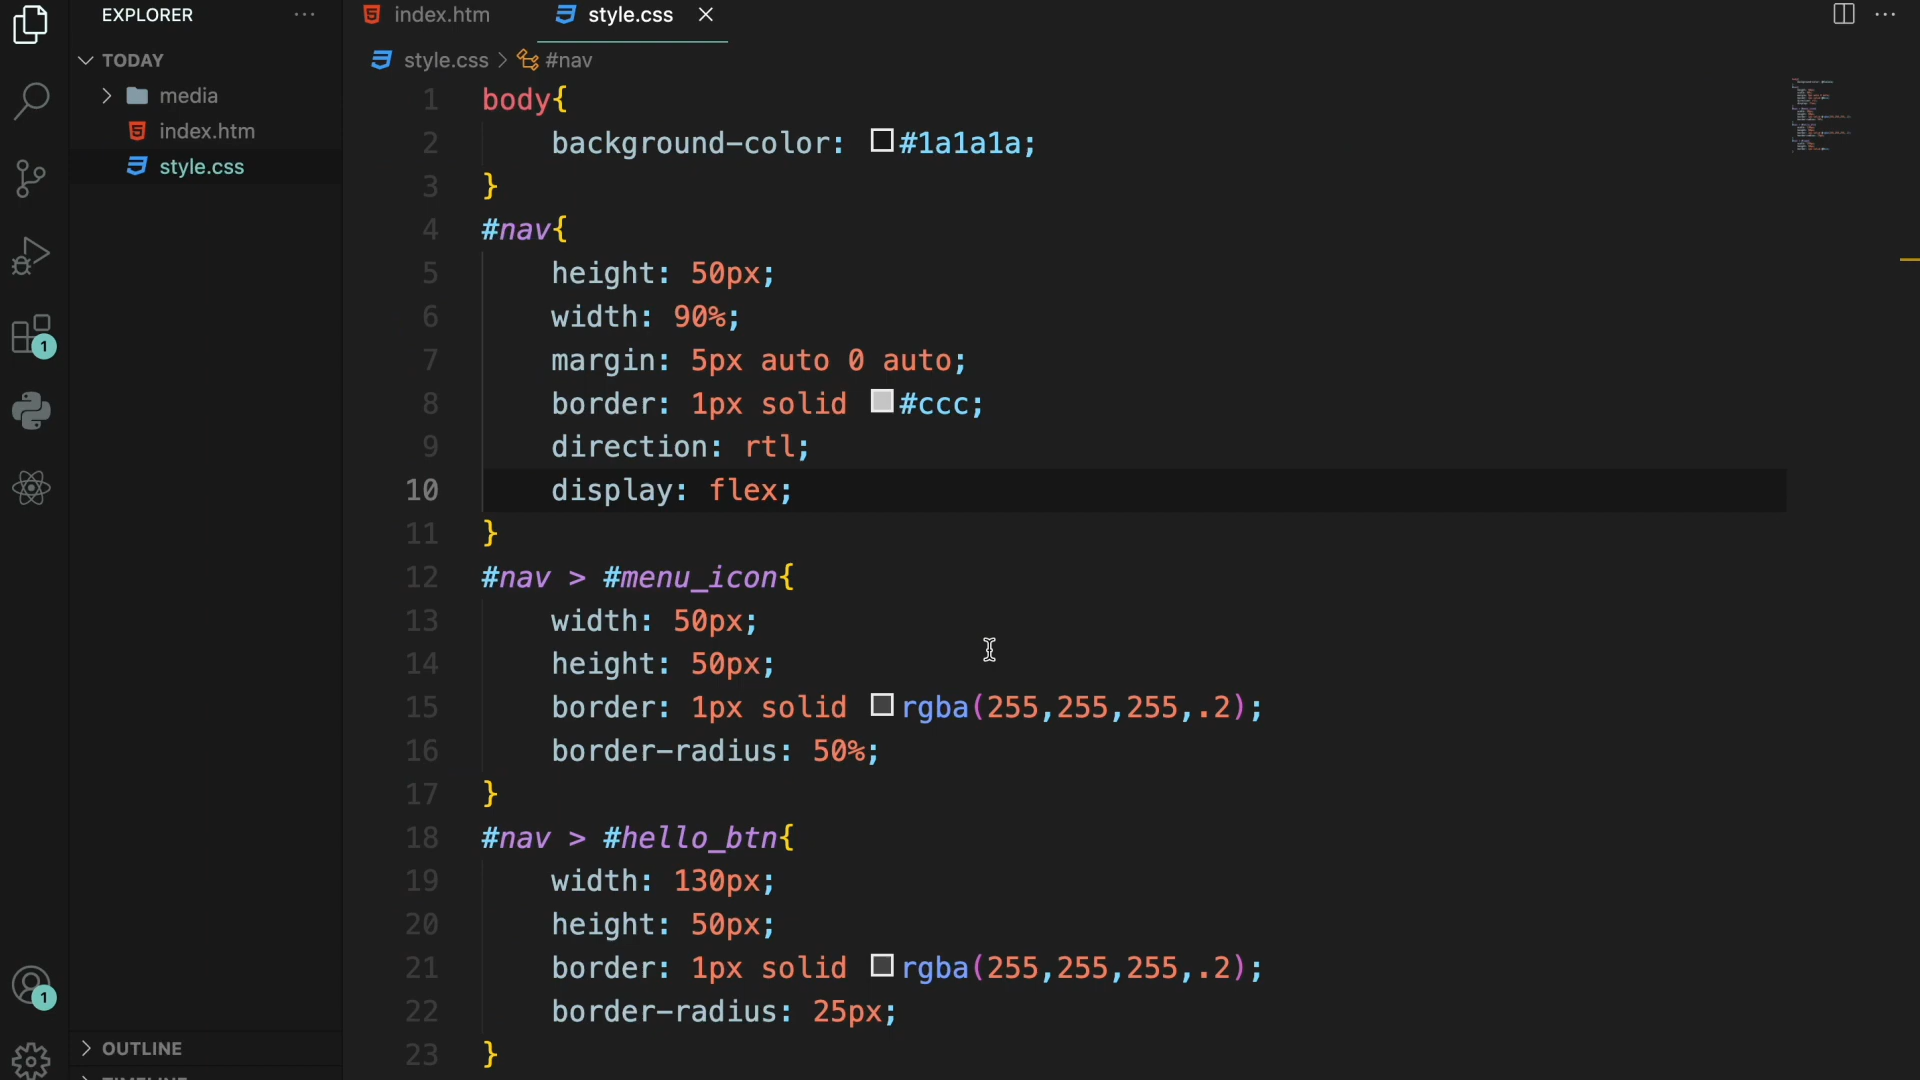 EXPLORER
index.htm
style.css
TODAY
style.css > #nav
media
index.htm
style.css
1 body{
2 background-color: #1a1a1a;
3 }
4 #nav{
5 height: 50px;
6 width: 90%;
7 margin: 5px auto 0 auto;
8 border: 1px solid #ccc;
9 direction: rtl;
10 display: flex;
11 }
12 #nav > #menu_icon{
13 width: 50px;
14 height: 50px;
15 border: 1px solid rgba(255,255,255,.2);
16 border-radius: 50%;
17 }
18 #nav > #hello_btn{
19 width: 130px;
20 height: 50px;
21 border: 1px solid rgba(255,255,255,.2);
22 border-radius: 25px;
23 }
1
1
OUTLINE